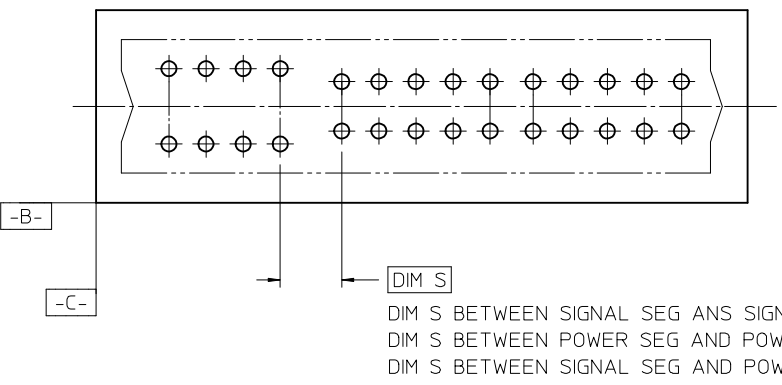 -B-
-C-
DIM S
DIM S BETWEEN SIGNAL SEG ANS SIGN
DIM S BETWEEN POWER SEG AND POW
DIM S BETWEEN SIGNAL SEG AND POW